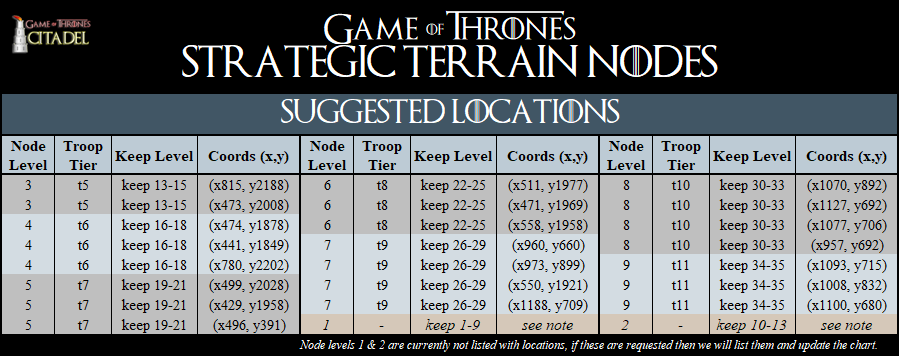 GAME OF THRONES
CITADEL
GAME OF THRONES
STRATEGIC TERRAIN NODES
SUGGESTED LOCATIONS
Node Level Troop Tier Keep Level Coords (x,y) Node Level Troop Tier Keep Level Coords (x,y) Node Level Troop Tier Keep Level Coords (x,y)
3 t5 keep 13-15 (x815, y2188) 6 t8 keep 22-25 (x511, y1977) 8 t10 keep 30-33 (x1070, y892)
3 t5 keep 13-15 (x473, y2008) 6 t8 keep 22-25 (x471, y1969) 8 t10 keep 30-33 (x1127, y692)
4 t6 keep 16-18 (x474, y1878) 6 t8 keep 22-25 (x558, y1958) 8 t10 keep 30-33 (x1077, y706)
4 t6 keep 16-18 (x441, y1849) 7 t9 keep 26-29 (x960, y660) 8 t10 keep 30-33 (x957, y692)
4 t6 keep 16-18 (x780, y2202) 7 t9 keep 26-29 (x973, y899) 9 t11 keep 34-35 (x1093, y715)
5 t7 keep 19-21 (x499, y2028) 7 t9 keep 26-29 (x550, y1921) 9 t11 keep 34-35 (x1008, y832)
5 t7 keep 19-21 (x429, y1958) 7 t9 keep 26-29 (x1188, y709) 9 t11 keep 34-35 (x1100, y680)
5 t7 keep 19-21 (x496, y391) 1 - keep 1-9 see note 2 - keep 10-13 see note
Node levels 1 & 2 are currently not listed with locations, if these are requested then we will list them and update the chart.